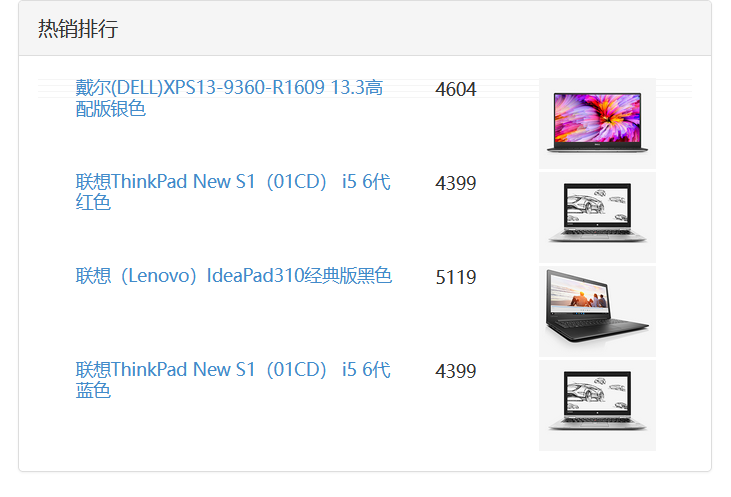 热销排行
戴尔(DELL)XPS13-9360-R1609 13.3高 4604
配版银色
联想ThinkPad New S1（01CD） i5 6代 4399
红色
联想（Lenovo）IdeaPad310经典版黑色 5119
联想ThinkPad New S1（01CD） i5 6代 4399
蓝色